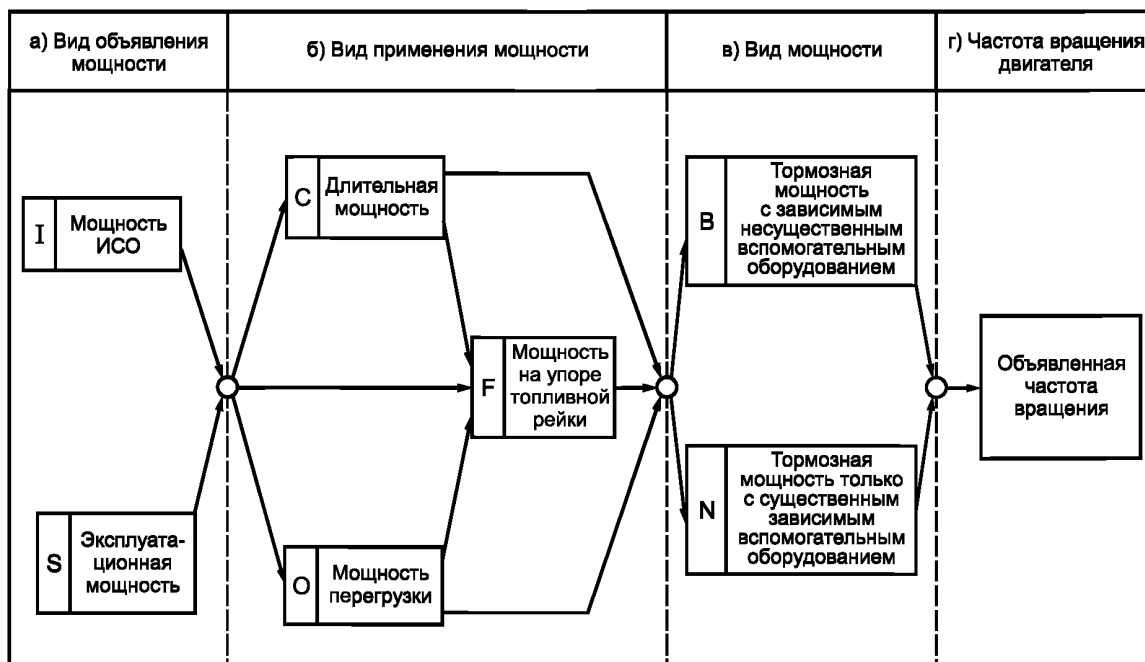 а) Вид объявления
мощности
б) Вид применения мощности
в) Вид мощности
г) Частота вращения
двигателя
I
Мощность
ИСО
S
Эксплуата-
ционная
мощность
C
Длительная
мощность
F
Мощность
на упоре
топливной
рейки
O
Мощность
перегрузки
B
Тормозная
мощность
с зависимым
несущественным
вспомогательным
оборудованием
N
Тормозная
мощность только
с существенным
зависимым
вспомогательным
оборудованием
Объявленная
частота
вращения